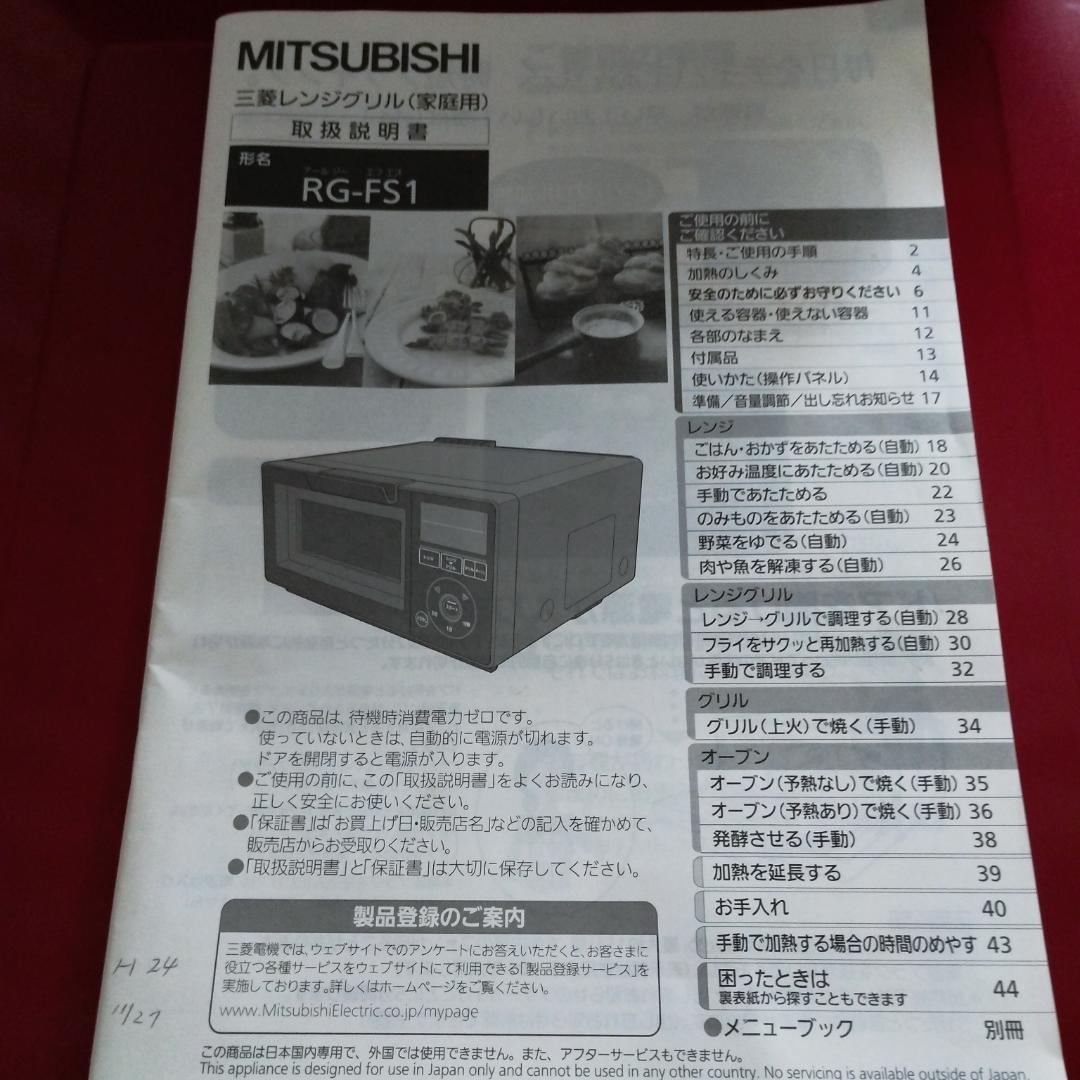 MITSUBISHI
三菱レンジグリル(家庭用)
取扱説明書
形名
アール ジー エフ エス
RG-FS1
ご使用の前に
ご確認ください
特長・ご使用の手順 2
加熱のしくみ 4
安全のために必ずお守りください 6
使える容器・使えない容器 11
各部のなまえ 12
付属品 13
使いかた(操作パネル) 14
準備/音量調節/出し忘れお知らせ 17
レンジ
ごはん・おかずをあたためる(自動) 18
お好み温度にあたためる(自動) 20
手動であたためる 22
のみものをあたためる(自動) 23
野菜をゆでる(自動) 24
肉や魚を解凍する(自動) 26
レンジグリル
レンジ→グリルで調理する(自動) 28
フライをサクッと再加熱する(自動) 30
手動で調理する 32
グリル
グリル(上火)で焼く(手動) 34
オーブン
オーブン(予熱なし)で焼く(手動) 35
オーブン(予熱あり)で焼く(手動) 36
発酵させる(手動) 38
加熱を延長する 39
お手入れ 40
手動で加熱する場合の時間のめやす 43
困ったときは 44
裏表紙から探すこともできます
●メニューブック 別冊
●この商品は、待機時消費電力ゼロです。
使っていないときは、自動的に電源が切れます。
ドアを開閉すると電源が入ります。
●ご使用の前に、この「取扱説明書」をよくお読みになり、
正しく安全にお使いください。
●「保証書」は「お買上げ日・販売店名」などの記入を確かめて、
販売店からお受取りください。
●「取扱説明書」と「保証書」は大切に保存してください。
製品登録のご案内
三菱電機では、ウェブサイトでのアンケートにお答えいただくと、お客さまに
役立つ各種サービスをウェブサイトにて利用できる「製品登録サービス」を
実施しております。詳しくはホームページをご覧ください。
www.MitsubishiElectric.co.jp/mypage
H 24
11/27
この商品は日本国内専用で、外国では使用できません。また、アフターサービスもできません。
This appliance is designed for use in Japan only and cannot be used in any other country. No servicing is available outside of Japan.